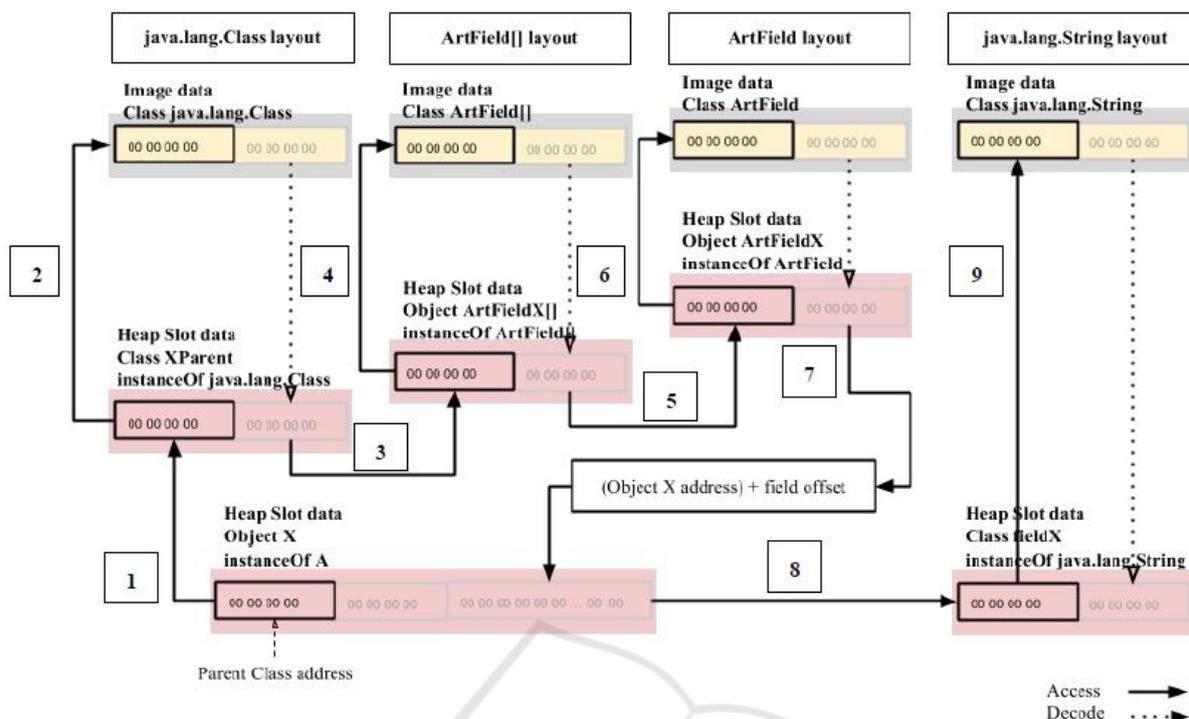 java.lang.Class layout
ArtField[] layout
ArtField layout
java.lang.String layout
Image data
Class java.lang.Class
00 00 00 00
00 00 00 00
Image data
Class ArtField[]
00 00 00 00
00 00 00 00
Image data
Class ArtField
00 00 00 00
00 00 00 00
Image data
Class java.lang.String
00 00 00 00
00 00 00 00
2
4
6
9
Heap Slot data
Object ArtFieldX
instanceOf ArtField
00 00 00 00
00 00 00 00
Heap Slot data
Object ArtFieldX[]
instanceOf ArtField[]
00 00 00 00
00 00 00 00
Heap Slot data
Class XParent
instanceOf java.lang.Class
00 00 00 00
00 00 00 00
3
5
7
(Object X address) + field offset
Heap Slot data
Object X
instanceOf A
00 00 00 00
00 00 00 00
00 00 00 00 00 00 ... 00 00
1
8
Heap Slot data
Class fieldX
instanceOf java.lang.String
00 00 00 00
00 00 00 00
Parent Class address
Access
Decode